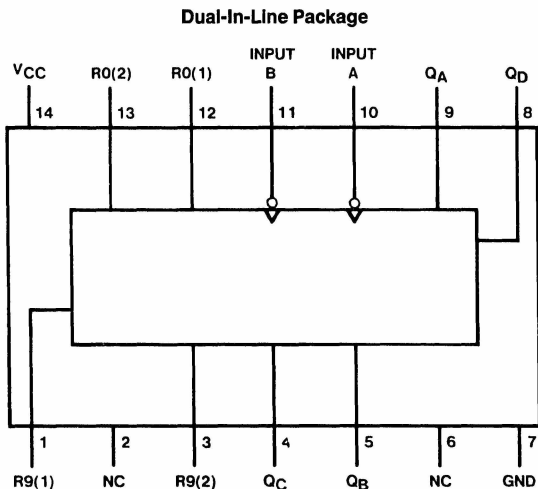 Dual-In-Line Package
INPUT INPUT
VCC R0(2) R0(1) B A QA QD
14 13 12 11 10 9 8
1 2 3 4 5 6 7
R9(1) NC R9(2) QC QB NC GND